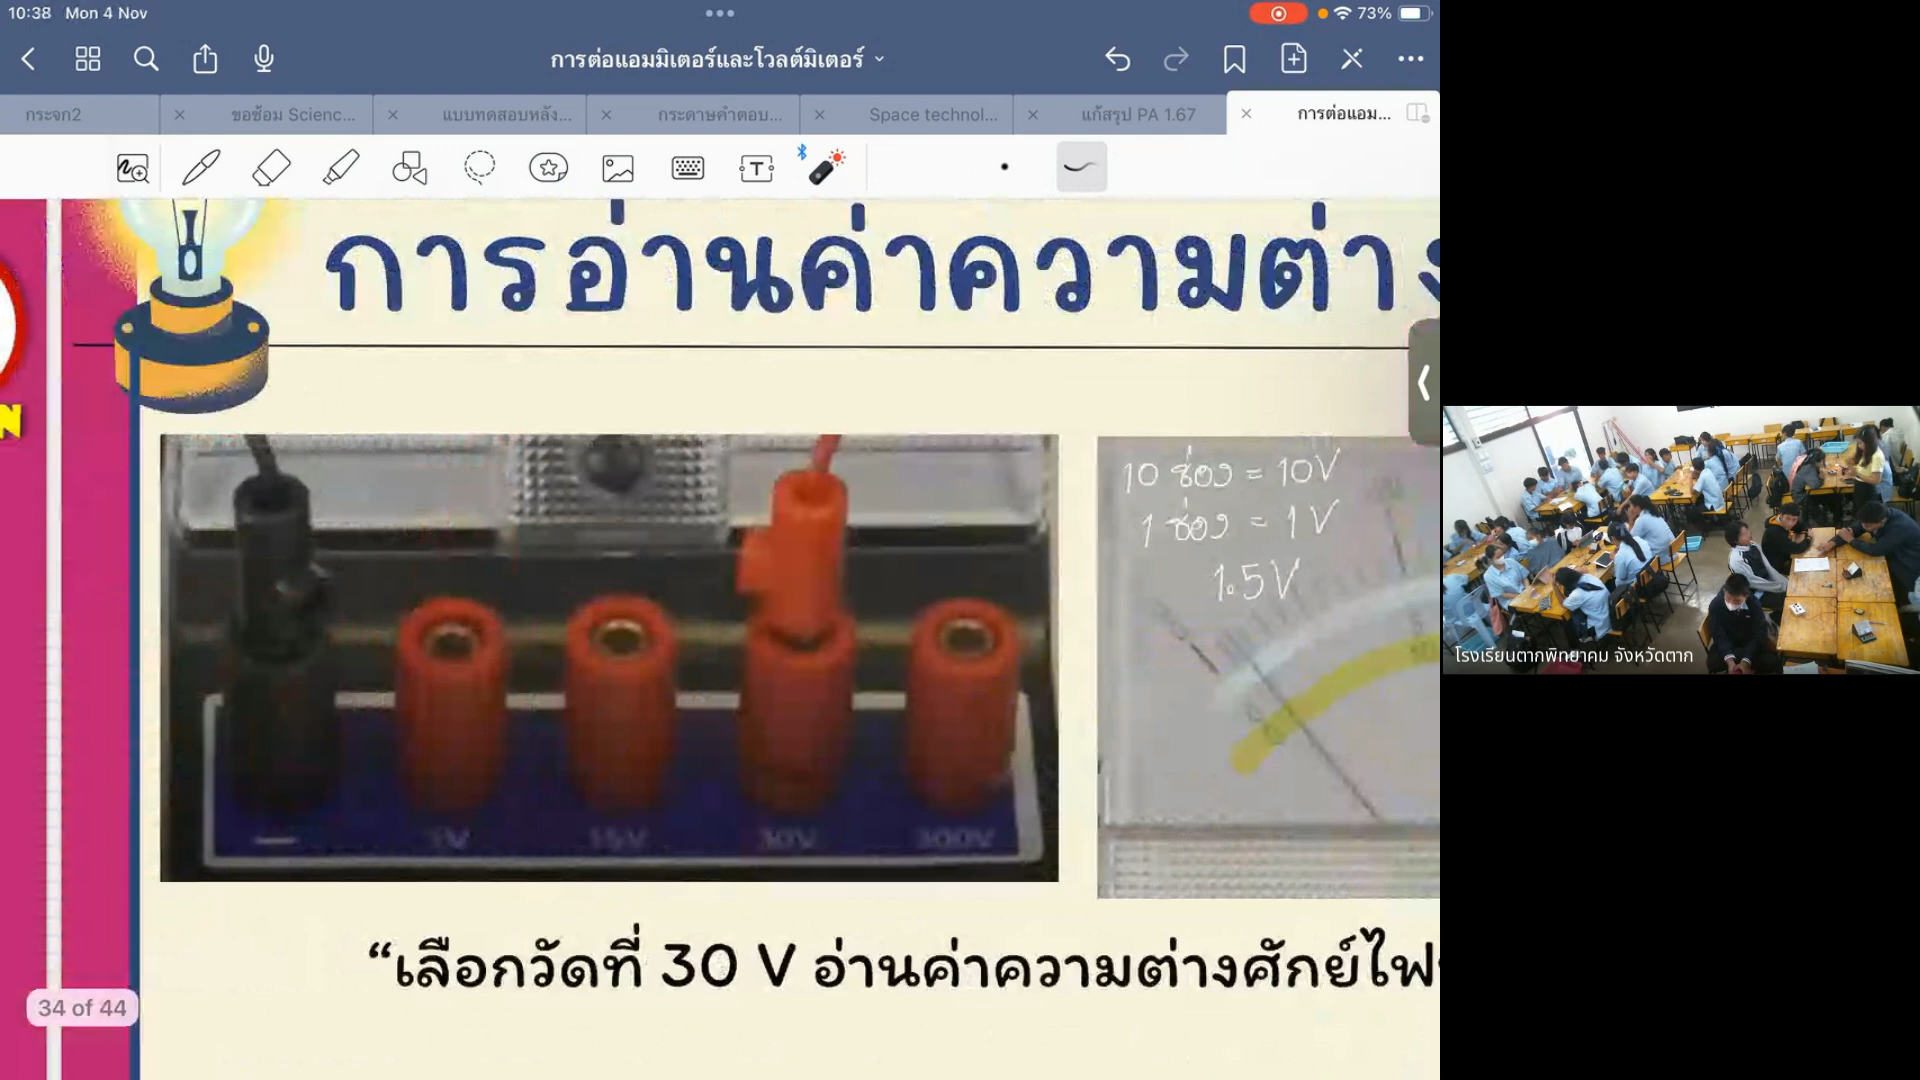 10:38 Mon 4 Nov
73%
การต่อแอมมิเตอร์และโวลต์มิเตอร์
กระจก2
ขอซ้อม Scienc...
แบบทดสอบหลัง...
กระดาษคำตอบ...
Space technol...
แก้สรุป PA 1.67
การต่อแอม...
การอ่านค่าความต่าง
N
10 ช่อง = 10V
1 ช่อง = 1V
1.5V
30V
300V
“เลือกวัดที่ 30 V อ่านค่าความต่างศักย์ไฟ
34 of 44
โรงเรียนตากพิทยาคม จังหวัดตาก